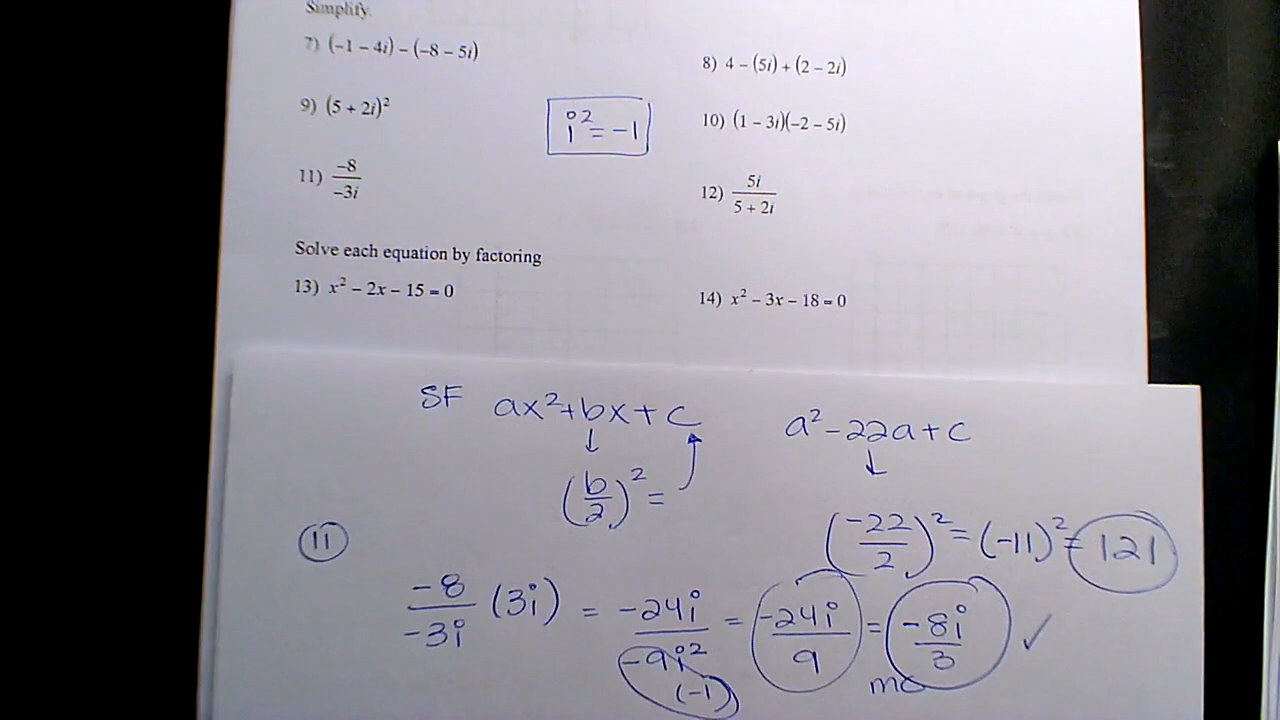 Simplify.
7) (-1 - 4i) - (-8 - 5i)
8) 4 - (5i) + (2 - 2i)
9) (5 + 2i)²
i² = -1
10) (1 - 3i)(-2 - 5i)
11) -8/-3i
12) 5i/5 + 2i
Solve each equation by factoring
13) x² - 2x - 15 = 0
14) x² - 3x - 18 = 0
SF ax² + bx + c
a² - 22a + c
(b/2)² =
(-22/2)² = (-11)² = 121
11
-8/-3i (3i) = -24i/-9i² = -24i/9 = -8i/3 ✓
(-1)
mc